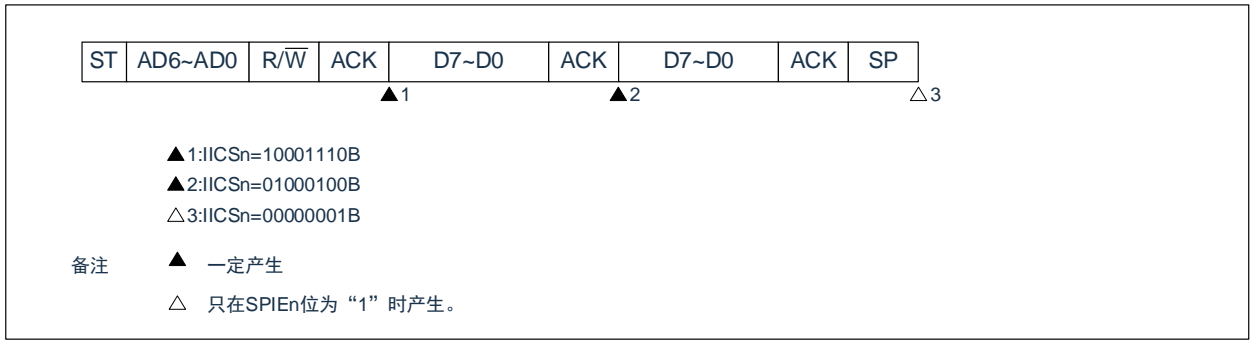 ST AD6~AD0 R/W̅ ACK D7~D0 ACK D7~D0 ACK SP
▲1 ▲2 △3
▲1:IICSn=10001110B
▲2:IICSn=01000100B
△3:IICSn=00000001B
备注 ▲ 一定产生
△ 只在SPIEn位为“1”时产生。